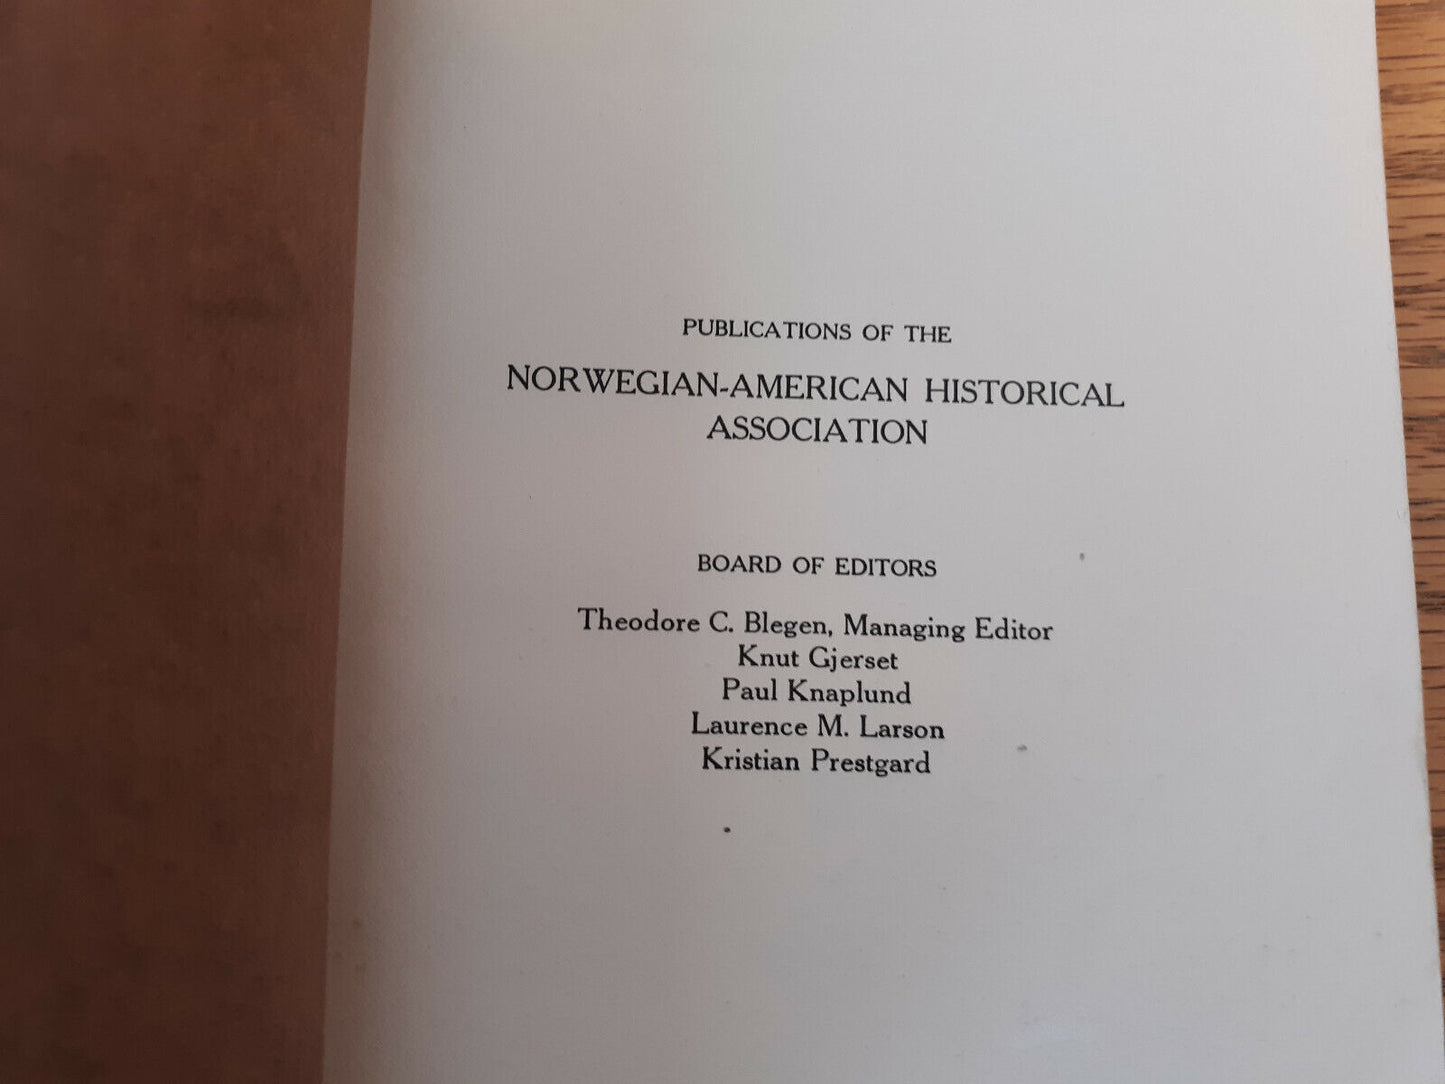 PUBLICATIONS OF THE
NORWEGIAN-AMERICAN HISTORICAL
ASSOCIATION
BOARD OF EDITORS
Theodore C. Blegen, Managing Editor
Knut Gjerset
Paul Knaplund
Laurence M. Larson
Kristian Prestgard